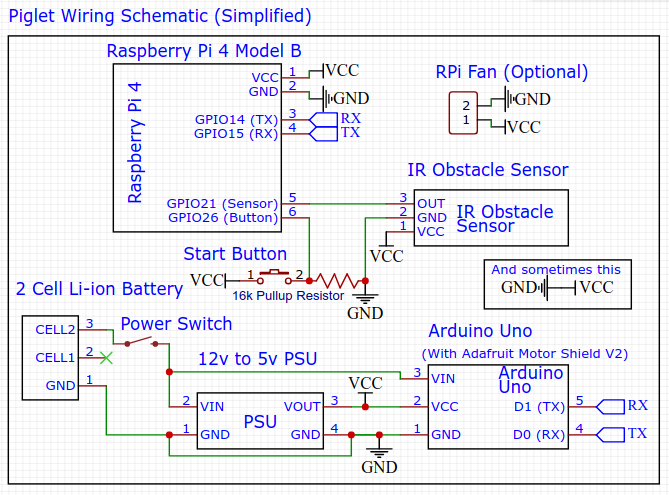 Piglet Wiring Schematic (Simplified)
Raspberry Pi 4 Model B
Raspberry Pi 4
VCC 1 VCC
GND 2 GND
GPIO14 (TX) 3 RX
GPIO15 (RX) 4 TX
GPIO21 (Sensor) 5
GPIO26 (Button) 6
RPi Fan (Optional)
2 GND
1 VCC
IR Obstacle Sensor
3 OUT
2 GND
1 VCC
IR Obstacle
Sensor
VCC
Start Button
VCC 1 2
16k Pullup Resistor
GND
And sometimes this
GND VCC
2 Cell Li-ion Battery
CELL2 3
CELL1 2
GND 1
Power Switch
12v to 5v PSU
2 VIN VOUT 3
PSU
1 GND GND 4
VCC
GND
Arduino Uno
(With Adafruit Motor Shield V2)
Arduino
Uno
3 VIN
2 VCC D1 (TX) 5 RX
1 GND D0 (RX) 4 TX